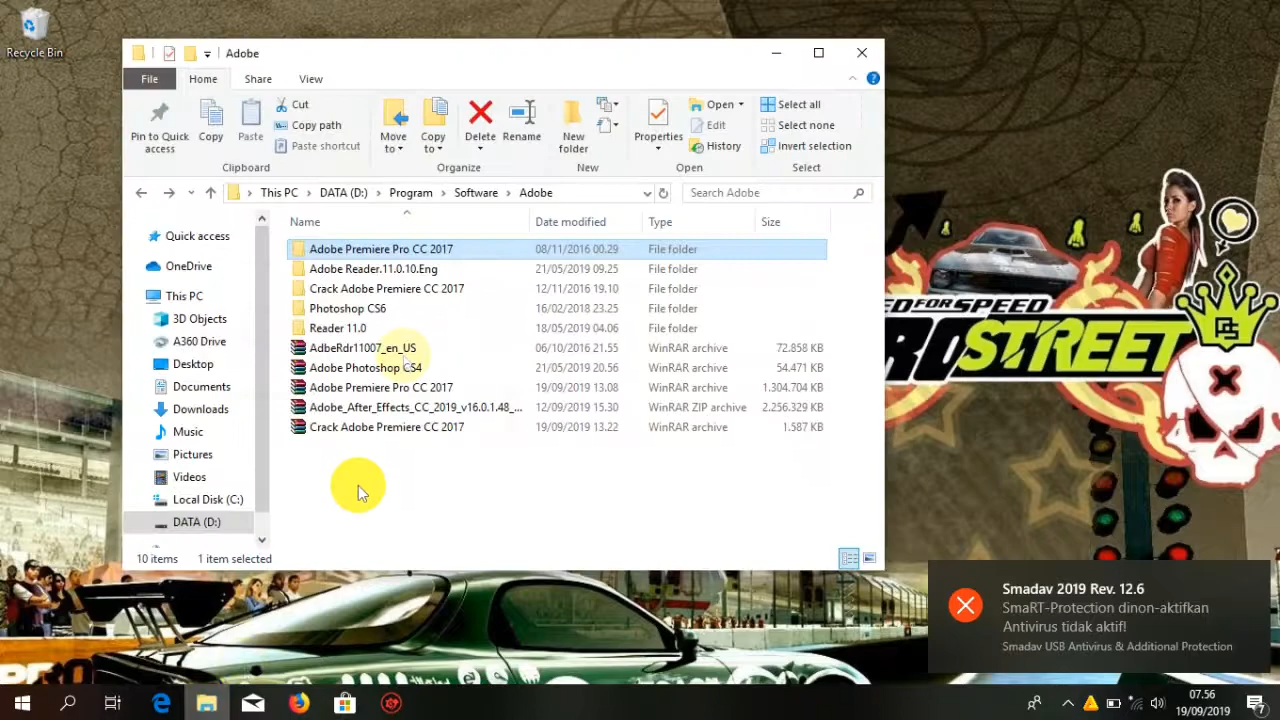 Recycle Bin
Adobe
File Home Share View
Pin to Quick access
Copy
Paste
Cut
Copy path
Paste shortcut
Clipboard
Move to
Copy to
Delete
Rename
Organize
New folder
New
Properties
Open
Edit
History
Open
Select all
Select none
Invert selection
Select
This PC > DATA (D:) > Program > Software > Adobe
Search Adobe
Name Date modified Type Size
Quick access
OneDrive
This PC
3D Objects
A360 Drive
Desktop
Documents
Downloads
Music
Pictures
Videos
Local Disk (C:)
DATA (D:)
Adobe Premiere Pro CC 2017 08/11/2016 00.29 File folder
Adobe Reader.11.0.10.Eng 21/05/2019 09.25 File folder
Crack Adobe Premiere CC 2017 12/11/2016 19.10 File folder
Photoshop CS6 16/02/2018 23.25 File folder
Reader 11.0 18/05/2019 04.06 File folder
AdbeRdr11007_en_US 06/10/2016 21.55 WinRAR archive 72.858 KB
Adobe Photoshop CS4 21/05/2019 20.56 WinRAR archive 54.471 KB
Adobe Premiere Pro CC 2017 19/09/2019 13.08 WinRAR archive 1.304.704 KB
Adobe_After_Effects_CC_2019_v16.0.1.48_... 12/09/2019 15.30 WinRAR ZIP archive 2.256.329 KB
Crack Adobe Premiere CC 2017 19/09/2019 13.22 WinRAR archive 1.587 KB
10 items 1 item selected
FOR SPEED
STREET
Smadav 2019 Rev. 12.6
SmaRT-Protection dinon-aktifkan
Antivirus tidak aktif!
Smadav USB Antivirus & Additional Protection
07.56
19/09/2019
7